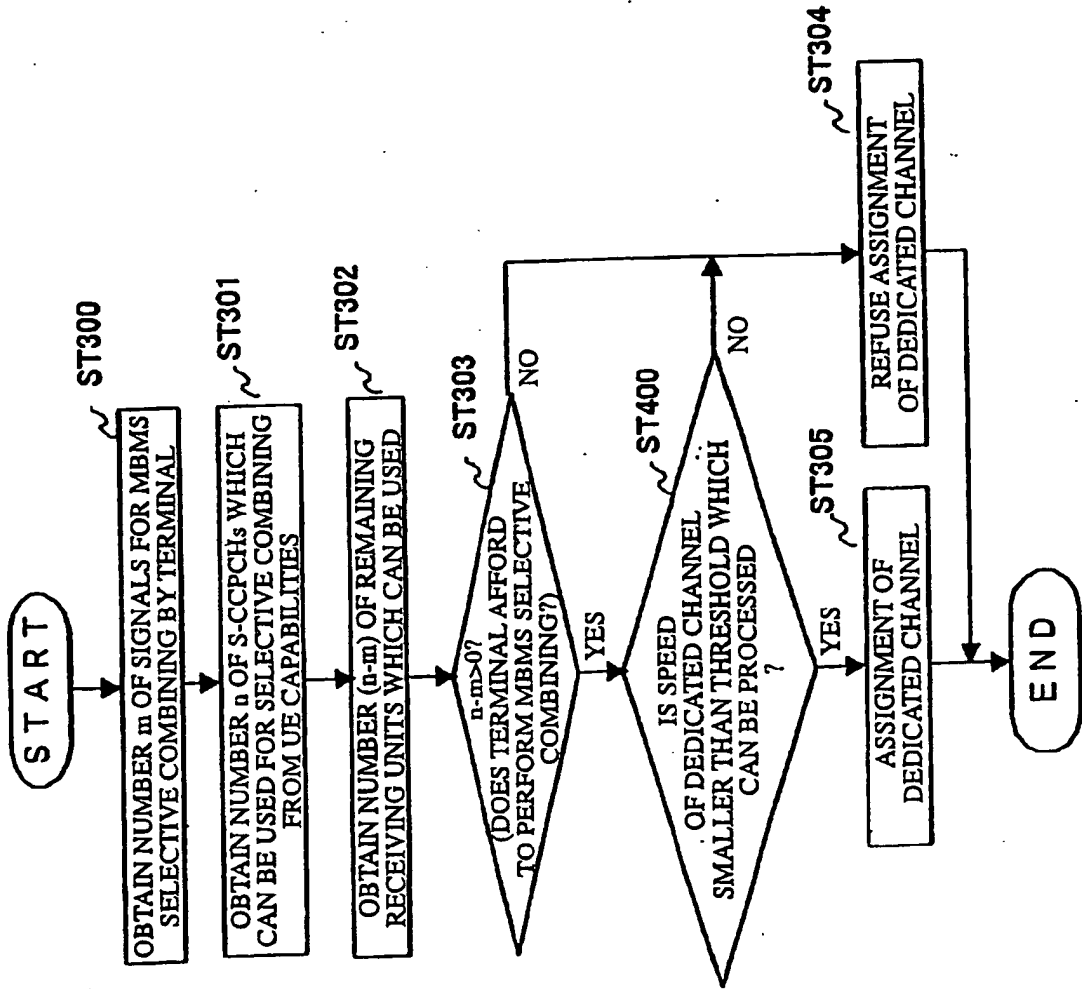 START
ST300
OBTAIN NUMBER m OF SIGNALS FOR MBMS
SELECTIVE COMBINING BY TERMINAL
ST301
OBTAIN NUMBER n OF S-CCPCHs WHICH
CAN BE USED FOR SELECTIVE COMBINING
FROM UE CAPABILITIES
ST302
OBTAIN NUMBER (n-m) OF REMAINING
RECEIVING UNITS WHICH CAN BE USED
ST303
n-m>0?
(DOES TERMINAL AFFORD
TO PERFORM MBMS SELECTIVE
COMBINING?)
NO
YES
ST400
IS SPEED
OF DEDICATED CHANNEL
SMALLER THAN THRESHOLD WHICH
CAN BE PROCESSED
?
NO
YES
ST305
ASSIGNMENT OF
DEDICATED CHANNEL
ST304
REFUSE ASSIGNMENT
OF DEDICATED CHANNEL
END